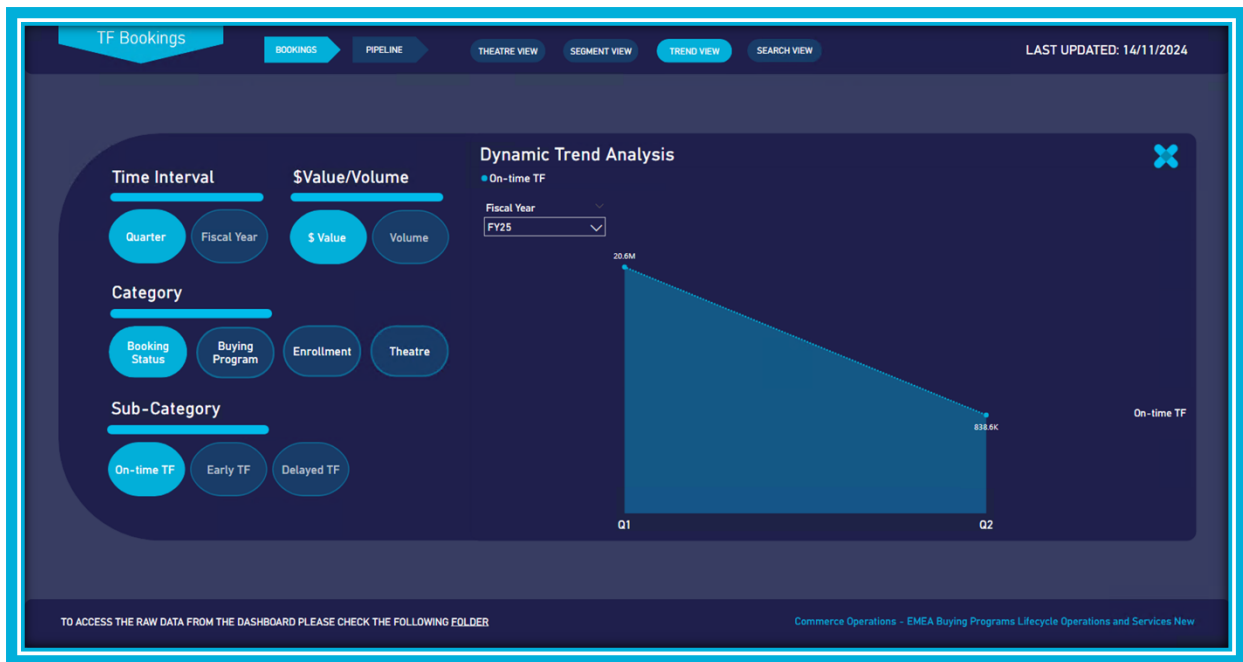 TF Bookings
BOOKINGS
PIPELINE
THEATRE VIEW
SEGMENT VIEW
TREND VIEW
SEARCH VIEW
LAST UPDATED: 14/11/2024
Time Interval
$Value/Volume
Quarter
Fiscal Year
$ Value
Volume
Category
Booking
Status
Buying
Program
Enrollment
Theatre
Sub-Category
On-time TF
Early TF
Delayed TF
Dynamic Trend Analysis
On-time TF
Fiscal Year
FY25
20.6M
838.6K
On-time TF
Q1
Q2
TO ACCESS THE RAW DATA FROM THE DASHBOARD PLEASE CHECK THE FOLLOWING FOLDER
Commerce Operations - EMEA Buying Programs Lifecycle Operations and Services New